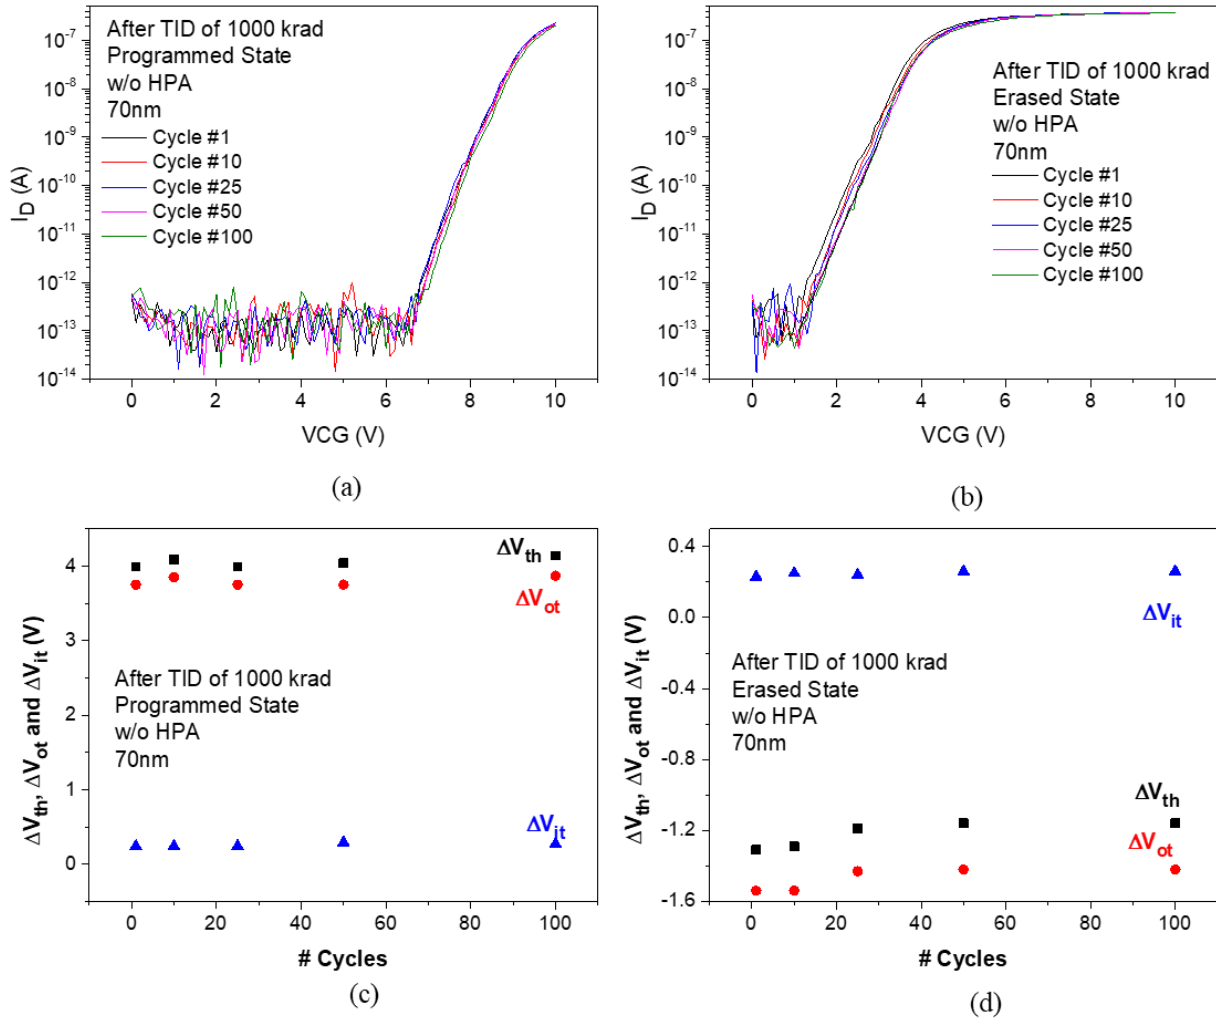 After TID of 1000 krad
Programmed State
w/o HPA
70nm
Cycle #1
Cycle #10
Cycle #25
Cycle #50
Cycle #100
10⁻⁷
10⁻⁸
10⁻⁹
10⁻¹⁰
10⁻¹¹
10⁻¹²
10⁻¹³
10⁻¹⁴
I_D (A)
0 2 4 6 8 10
VCG (V)
(a)
After TID of 1000 krad
Erased State
w/o HPA
70nm
Cycle #1
Cycle #10
Cycle #25
Cycle #50
Cycle #100
10⁻⁷
10⁻⁸
10⁻⁹
10⁻¹⁰
10⁻¹¹
10⁻¹²
10⁻¹³
10⁻¹⁴
I_D (A)
0 2 4 6 8 10
VCG (V)
(b)
4
3
2
1
0
ΔV_th, ΔV_ot and ΔV_it (V)
ΔV_th
ΔV_ot
After TID of 1000 krad
Programmed State
w/o HPA
70nm
ΔV_it
0 20 40 60 80 100
# Cycles
(c)
0.4
0.0
-0.4
-0.8
-1.2
-1.6
ΔV_th, ΔV_ot and ΔV_it (V)
ΔV_it
After TID of 1000 krad
Erased State
w/o HPA
70nm
ΔV_th
ΔV_ot
0 20 40 60 80 100
# Cycles
(d)